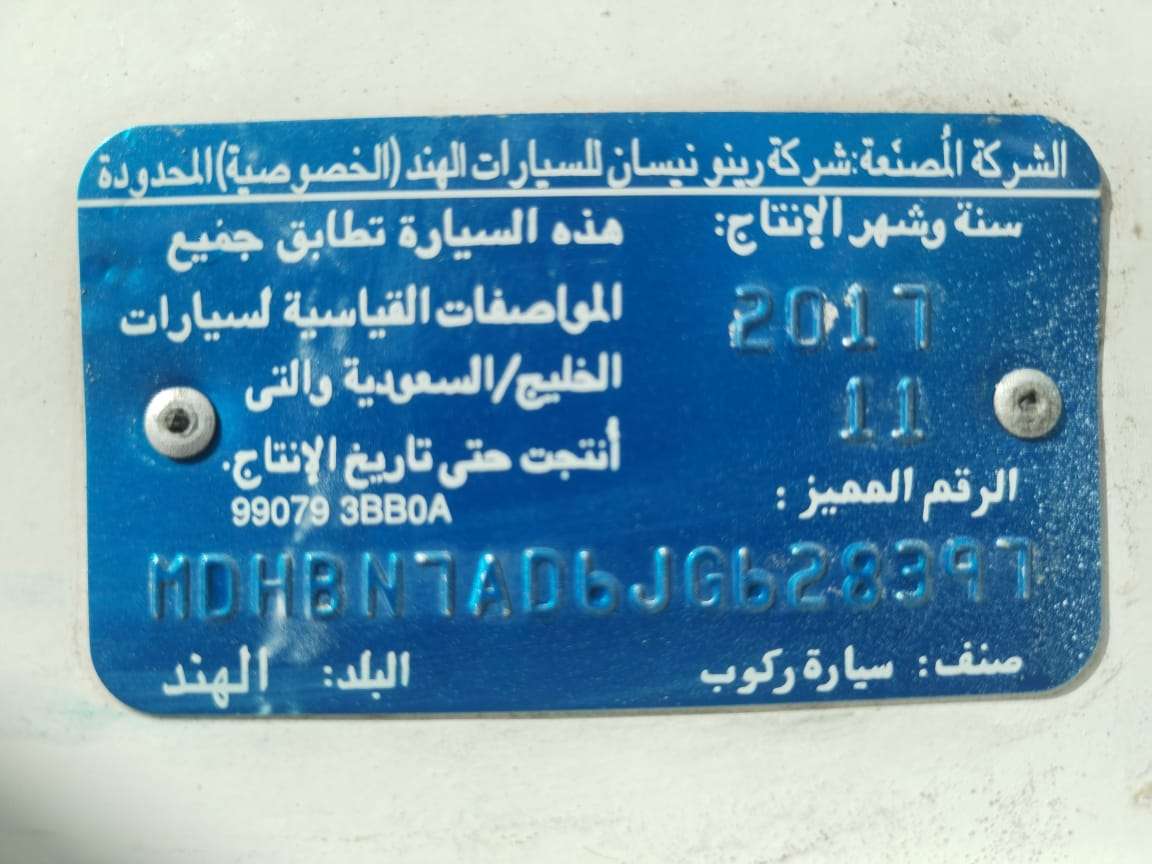 الشركة المُصنّعة: شركة رينو نيسان للسيارات الهند (الخصوصية) المحدودة
سنة وشهر الإنتاج:
2017
11
هذه السيارة تطابق جميع
المواصفات القياسية لسيارات
الخليج/السعودية والتى
أنتجت حتى تاريخ الإنتاج.
99079 3BB0A
الرقم المميز :
MDHBN7AD6JG628397
صنف: سيارة ركوب
البلد: الهند